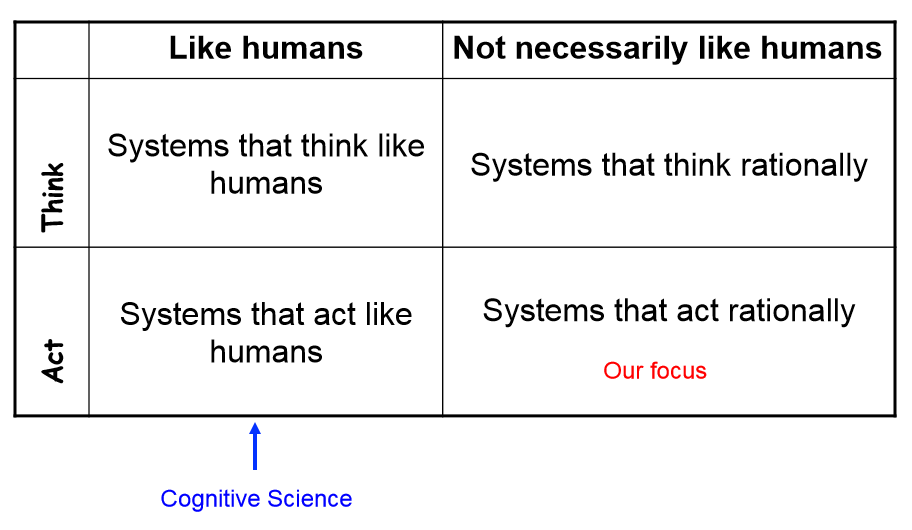 Like humans
Not necessarily like humans
Think
Systems that think like
humans
Systems that think rationally
Act
Systems that act like
humans
Systems that act rationally
Our focus
Cognitive Science